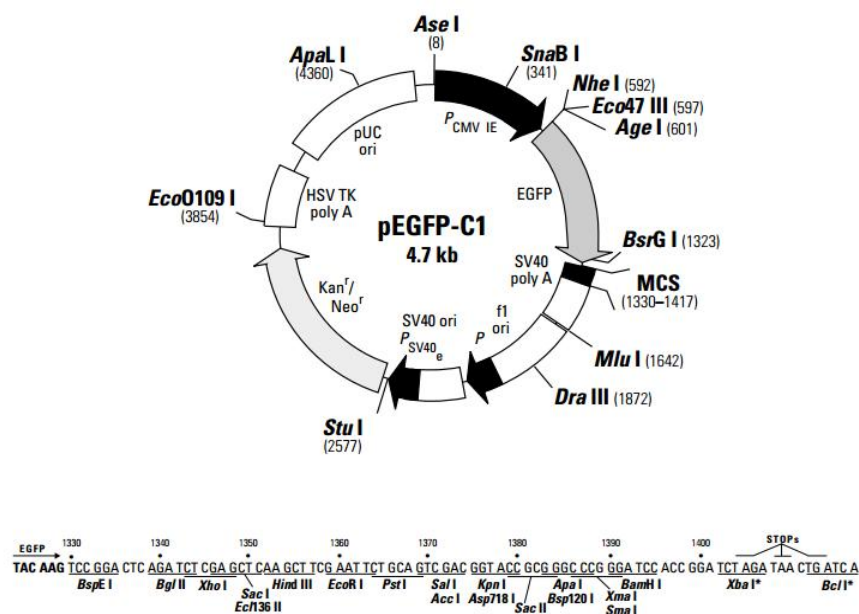 Ase I
(8)
ApaL I
(4360)
SnaB I
(341)
Nhe I (592)
Eco47 III (597)
Age I
(601)
PCMV IE
pUC
ori
EcoO109 I
(3854)
HSV TK
poly A
EGFP
pEGFP-C1
4.7 kb
BsrG I (1323)
SV40
poly A
MCS
(1330–1417)
Kanr/
Neor
f1
ori
P
SV40 ori
PSV40e
Mlu I (1642)
Dra III (1872)
Stu I
(2577)
EGFP 1330 1340 1350 1360 1370 1380 1390 1400 STOPs
TAC AAG TCC GGA CTC AGA TCT CGA GCT CAA GCT TCG AAT TCT GCA GTC GAC GGT ACC GCG GGC CCG GGA TCC ACC GGA TCT AGA TAA CTG ATC A
BspE I Bgl II Xho I Sac I Ecl136 II Hind III EcoR I Pst I Sal I Acc I Kpn I Asp718 I Sac II Apa I Bsp120 I Xma I Sma I BamH I Xba I* Bcl I*